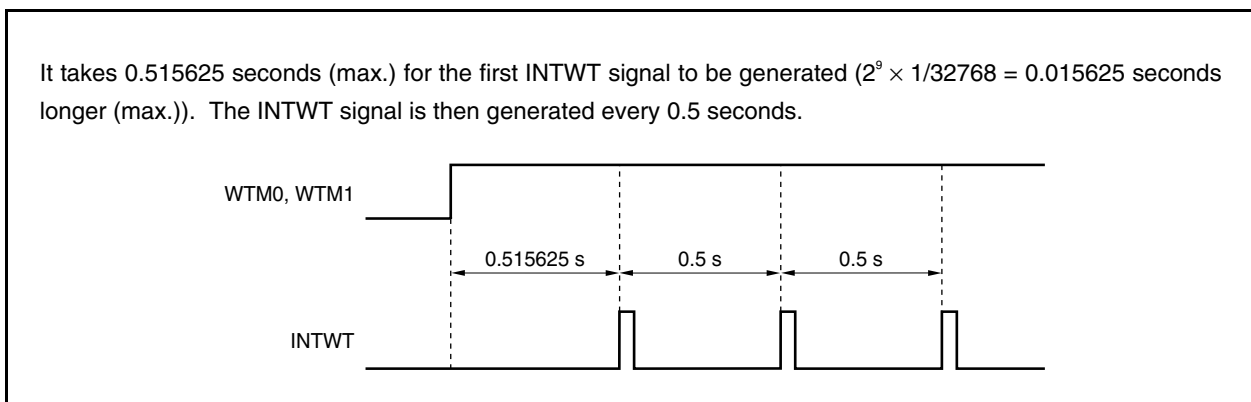 It takes 0.515625 seconds (max.) for the first INTWT signal to be generated (2⁹ × 1/32768 = 0.015625 seconds
longer (max.)).  The INTWT signal is then generated every 0.5 seconds.
WTM0, WTM1
0.515625 s
0.5 s
0.5 s
INTWT